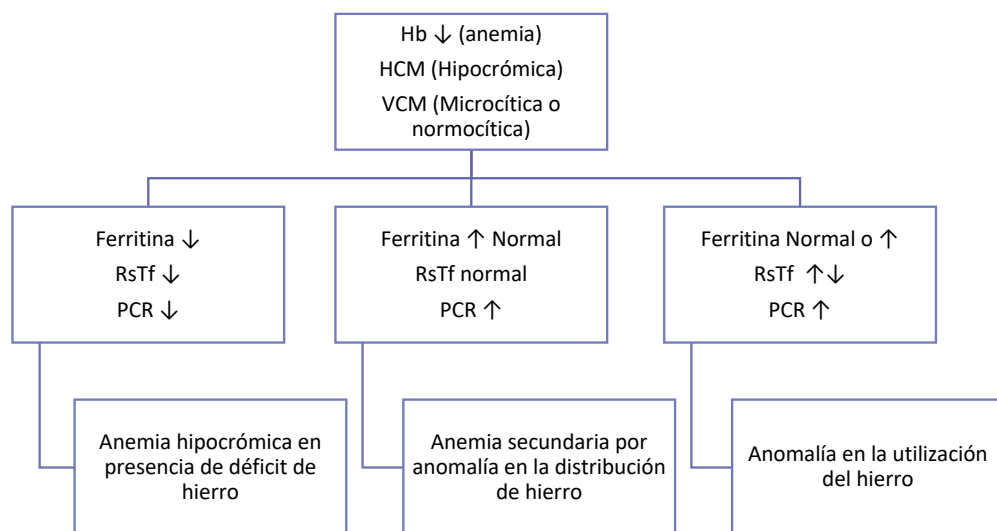 Hb ↓ (anemia)
HCM (Hipocrómica)
VCM (Microcítica o
normocítica)
Ferritina ↓
RsTf ↓
PCR ↓
Ferritina ↑ Normal
RsTf normal
PCR ↑
Ferritina Normal o ↑
RsTf ↑↓
PCR ↑
Anemia hipocrómica en
presencia de déficit de
hierro
Anemia secundaria por
anomalía en la distribución
de hierro
Anomalía en la utilización
del hierro